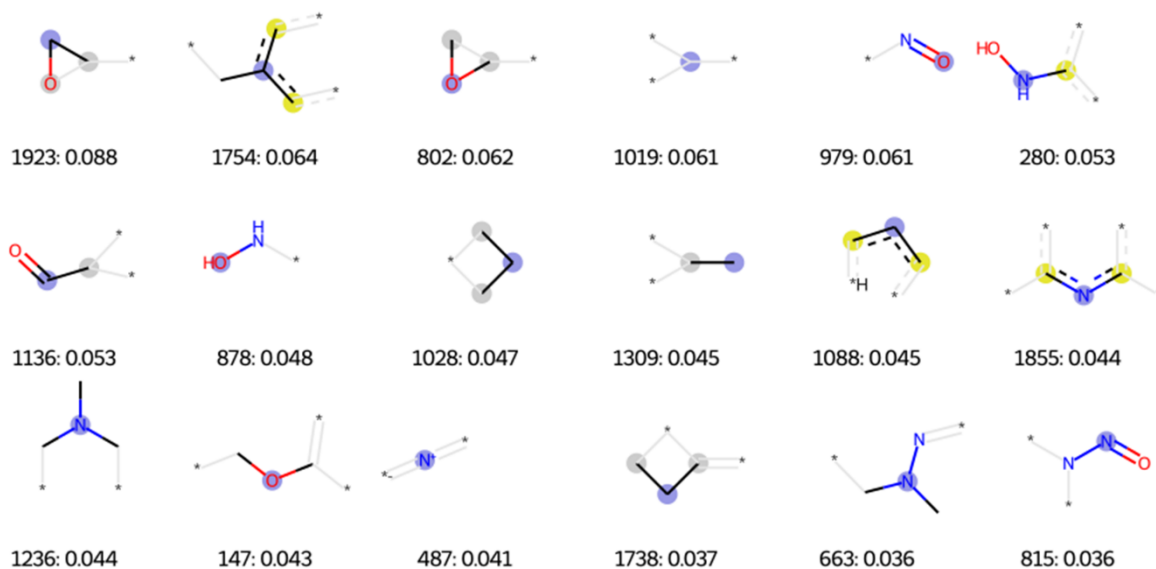 * O * * * O * * * * N O * HO N H * *
1923: 0.088 1754: 0.064 802: 0.062 1019: 0.061 979: 0.061 280: 0.053
O * * HO H N * * * * *H * * * * N
1136: 0.053 878: 0.048 1028: 0.047 1309: 0.045 1088: 0.045 1855: 0.044
N * * * O * * *- N+ * * * * N N * * N N O *
1236: 0.044 147: 0.043 487: 0.041 1738: 0.037 663: 0.036 815: 0.036